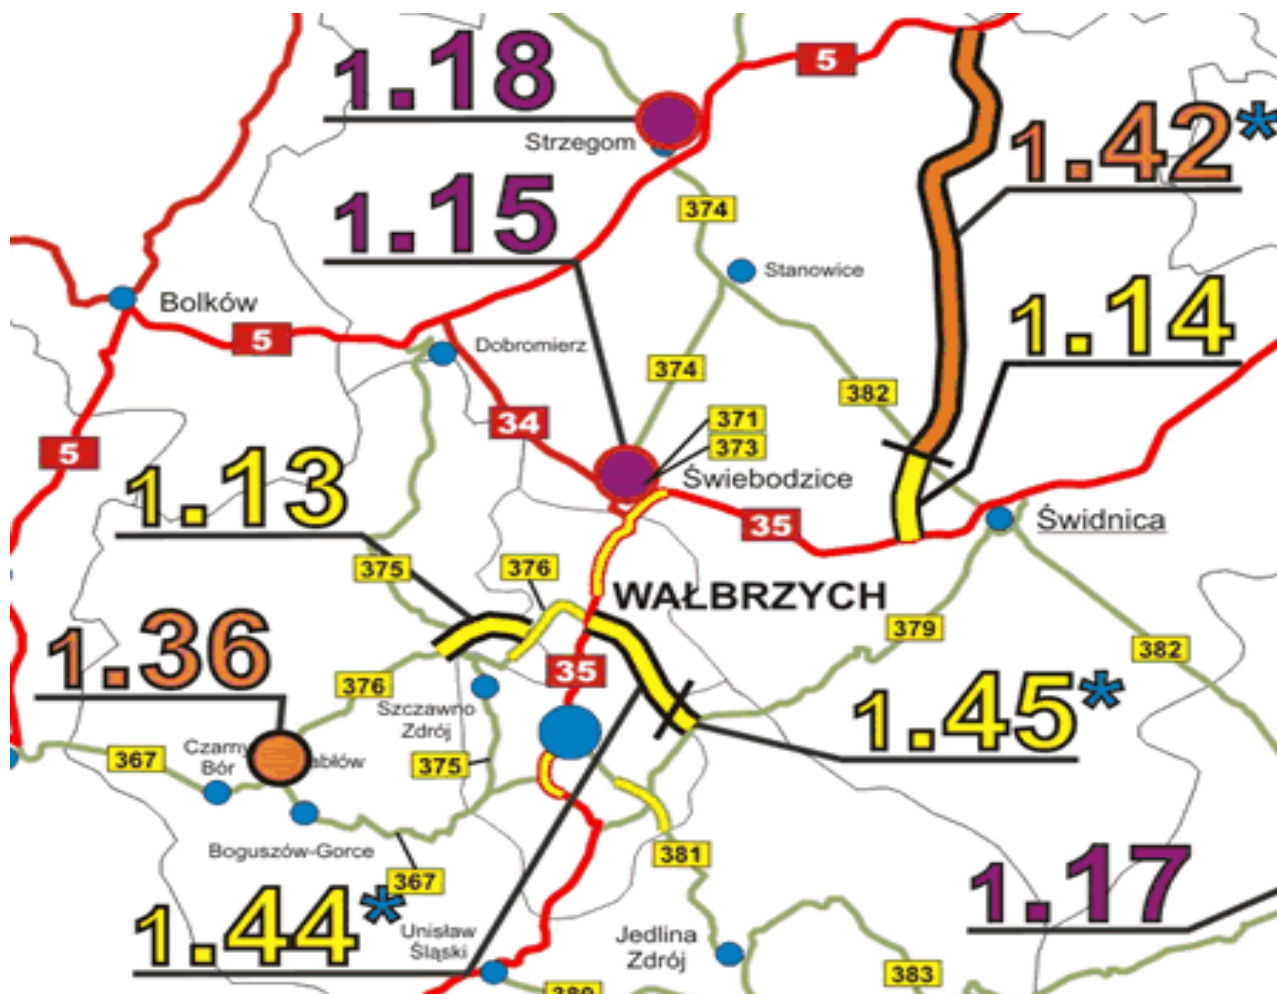 1.18
5
Strzegom
1.42*
1.15
374
Stanowice
Bolków
5
Dobromierz
1.14
374
382
34
371
373
5
1.13
Świebodzice
35
Świdnica
375
376
WAŁBRZYCH
379
382
1.36
35
376
Szczawno
Zdrój
1.45*
367
Czarny
Bór
375
Boguszów-Gorce
381
367
1.17
1.44*
Unisław
Śląski
Jedlina
Zdrój
383